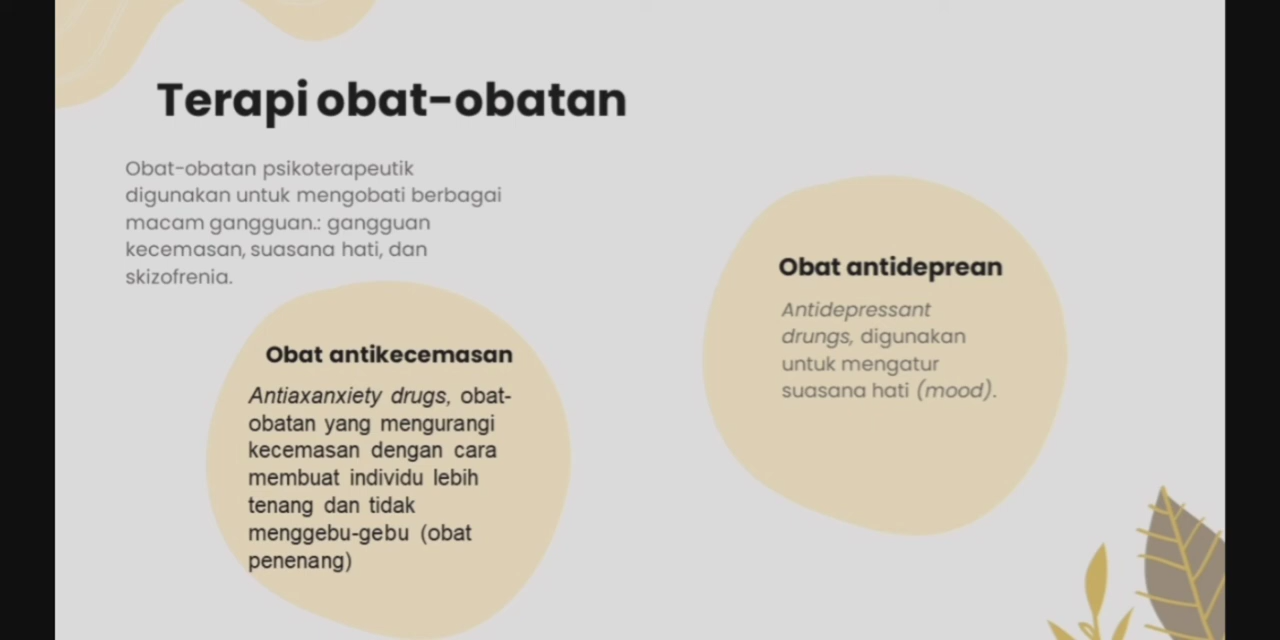 Terapi obat-obatan
Obat-obatan psikoterapeutik
digunakan untuk mengobati berbagai
macam gangguan.: gangguan
kecemasan, suasana hati, dan
skizofrenia.
Obat antikecemasan
Antiaxanxiety drugs, obat-
obatan yang mengurangi
kecemasan dengan cara
membuat individu lebih
tenang dan tidak
menggebu-gebu (obat
penenang)
Obat antideprean
Antidepressant
drungs, digunakan
untuk mengatur
suasana hati (mood).